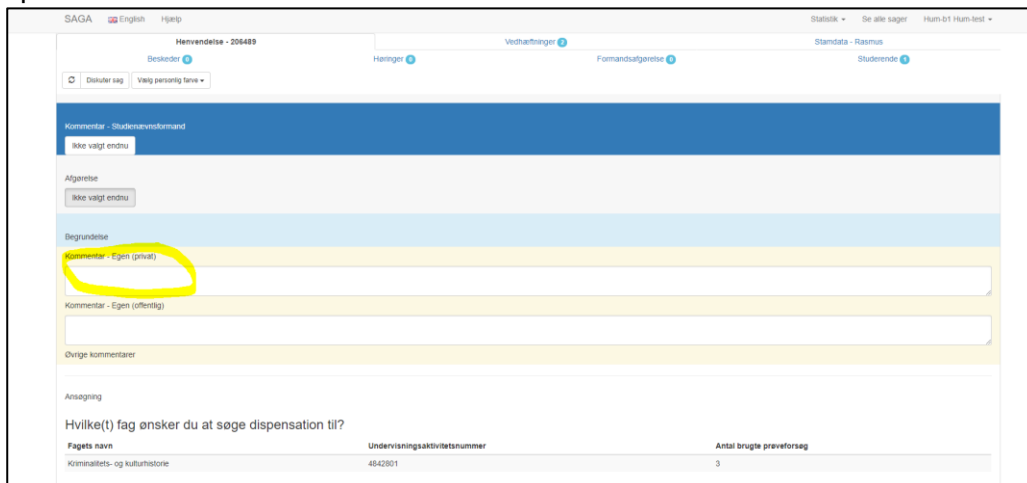 SAGA English Hjælp Statistik Se alle sager Hum-b1 Hum-test
Henvendelse - 206489 Vedhæftninger 2 Stamdata - Rasmus
Beskeder 0 Høringer 0 Formandsafgørelse 0 Studerende 1
Diskuter sag Vælg personlig farve
Kommentar - Studienævnsformand
Ikke valgt endnu
Afgørelse
Ikke valgt endnu
Begrundelse
Kommentar - Egen (privat)
Kommentar - Egen (offentlig)
Øvrige kommentarer
Ansøgning
Hvilke(t) fag ønsker du at søge dispensation til?
Fagets navn Undervisningsaktivitetsnummer Antal brugte prøveforsøg
Kriminalitets- og kulturhistorie 4842801 3